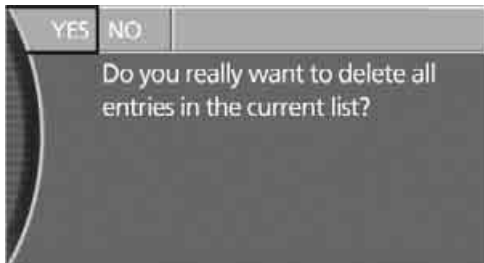 YES NO
Do you really want to delete all
entries in the current list?